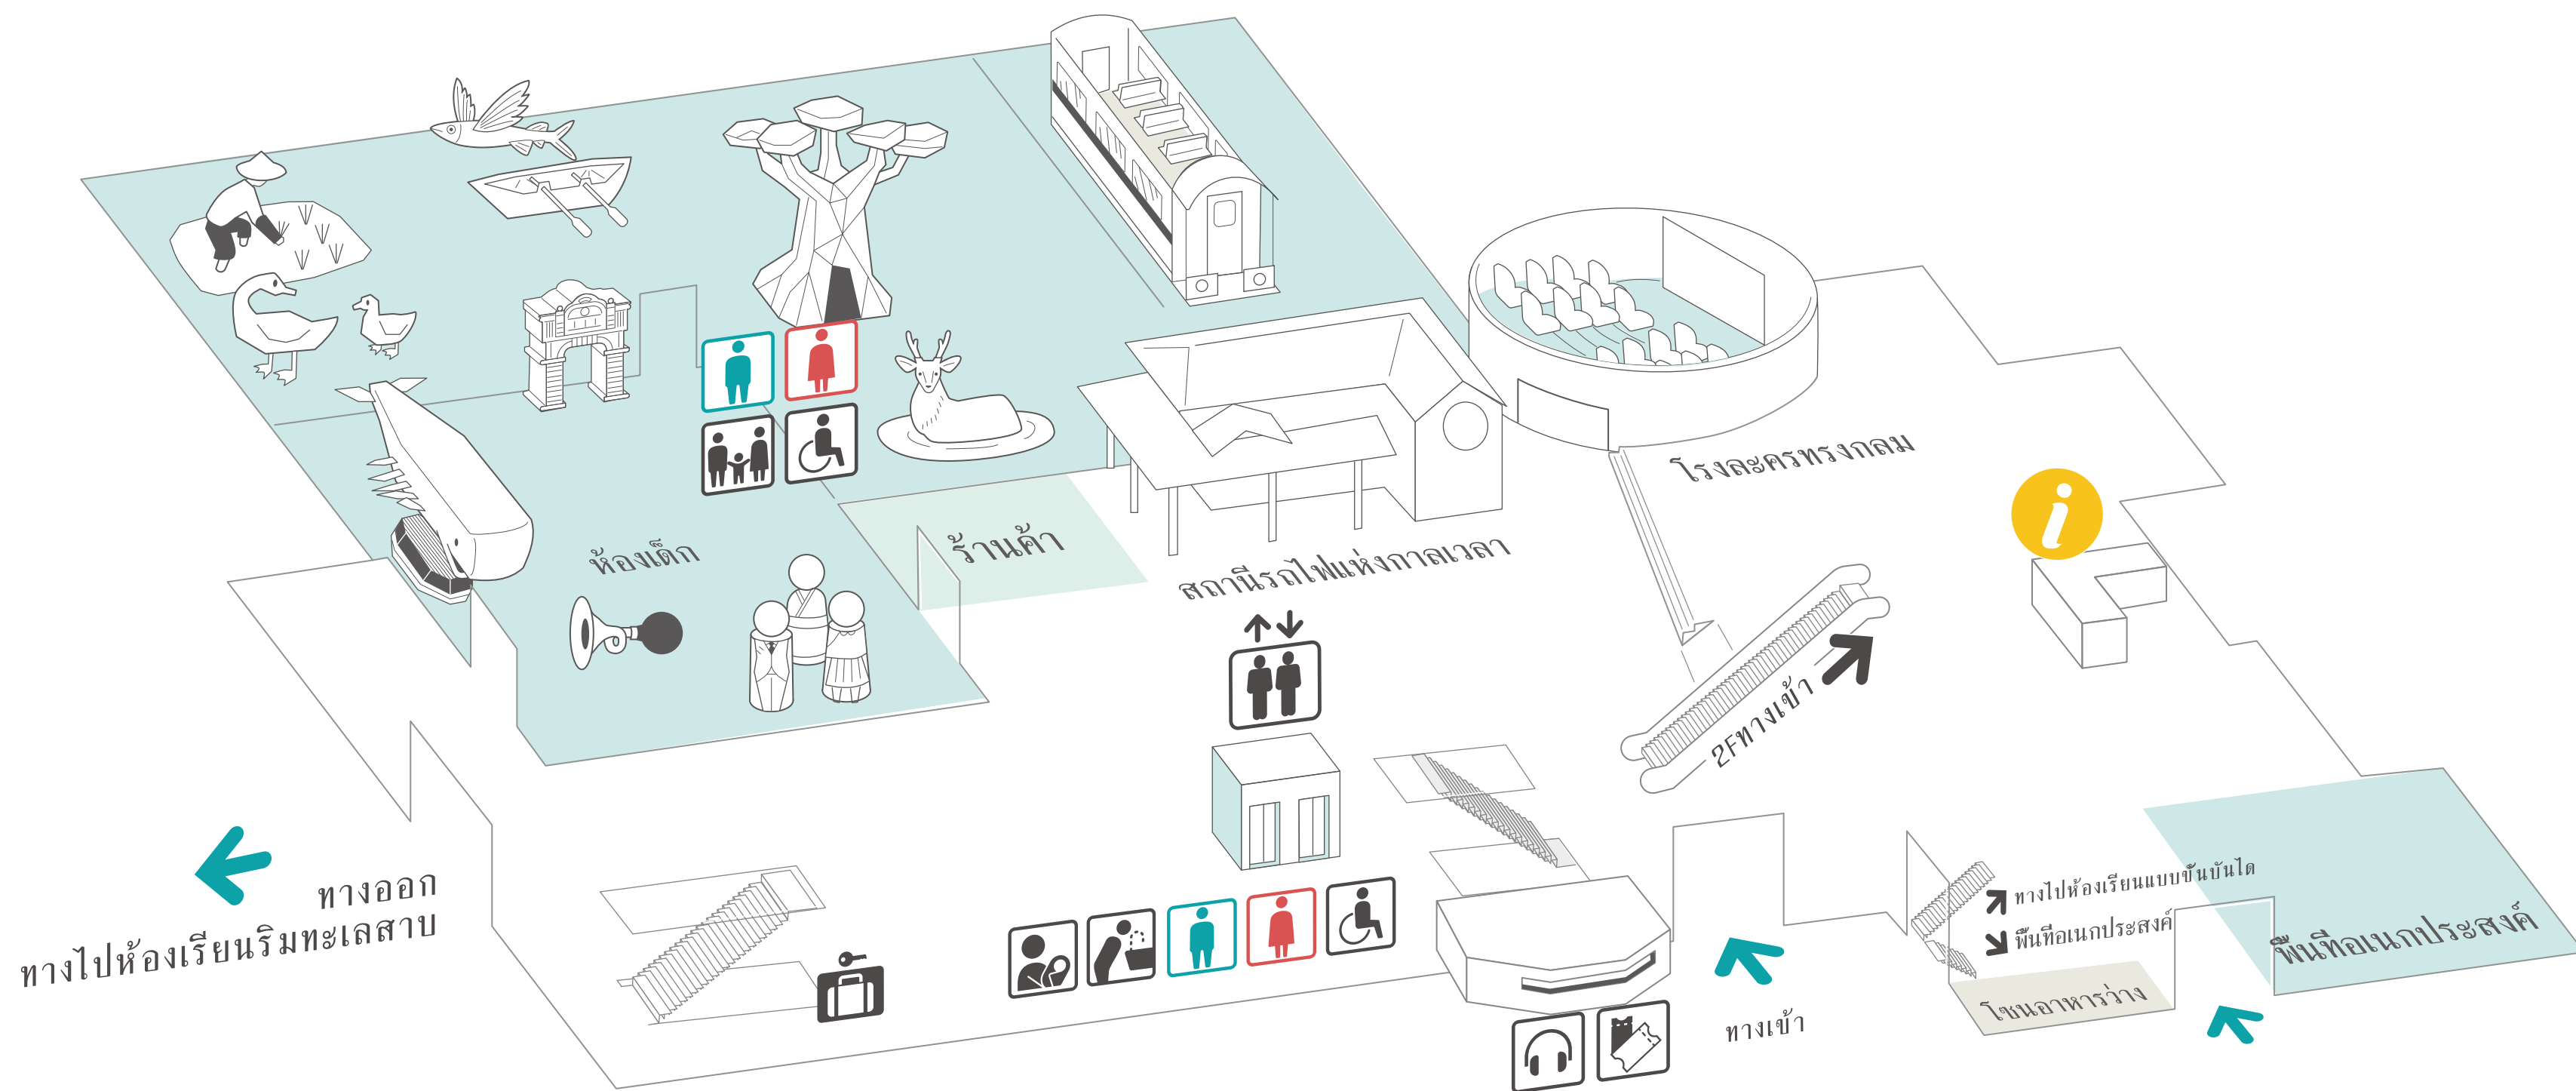 โรงละครทรงกลม
ห้องเด็ก
ร้านค้า
สถานีรถไฟแห่งกาลเวลา
2Fทางเข้า
ทางออก
ทางไปห้องเรียนริมทะเลสาบ
ทางไปห้องเรียนแบบขั้นบันได
พื้นที่อเนกประสงค์
พื้นที่อเนกประสงค์
โซนอาหารว่าง
ทางเข้า